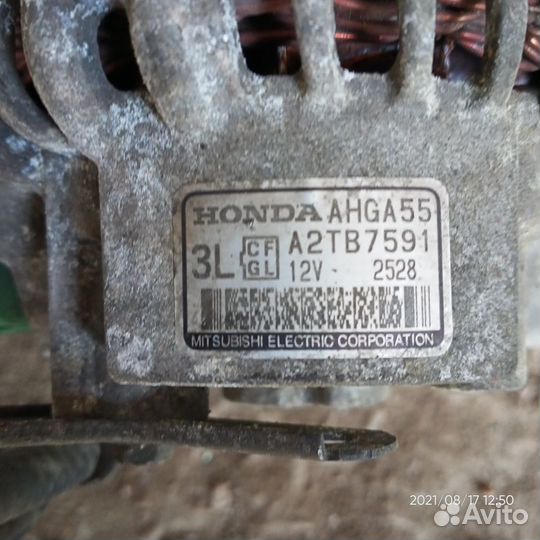 HONDA AHGA55
3L CF GL A2TB7591
12V 2528
MITSUBISHI ELECTRIC CORPORATION
2021/08/17 12:50
Avito